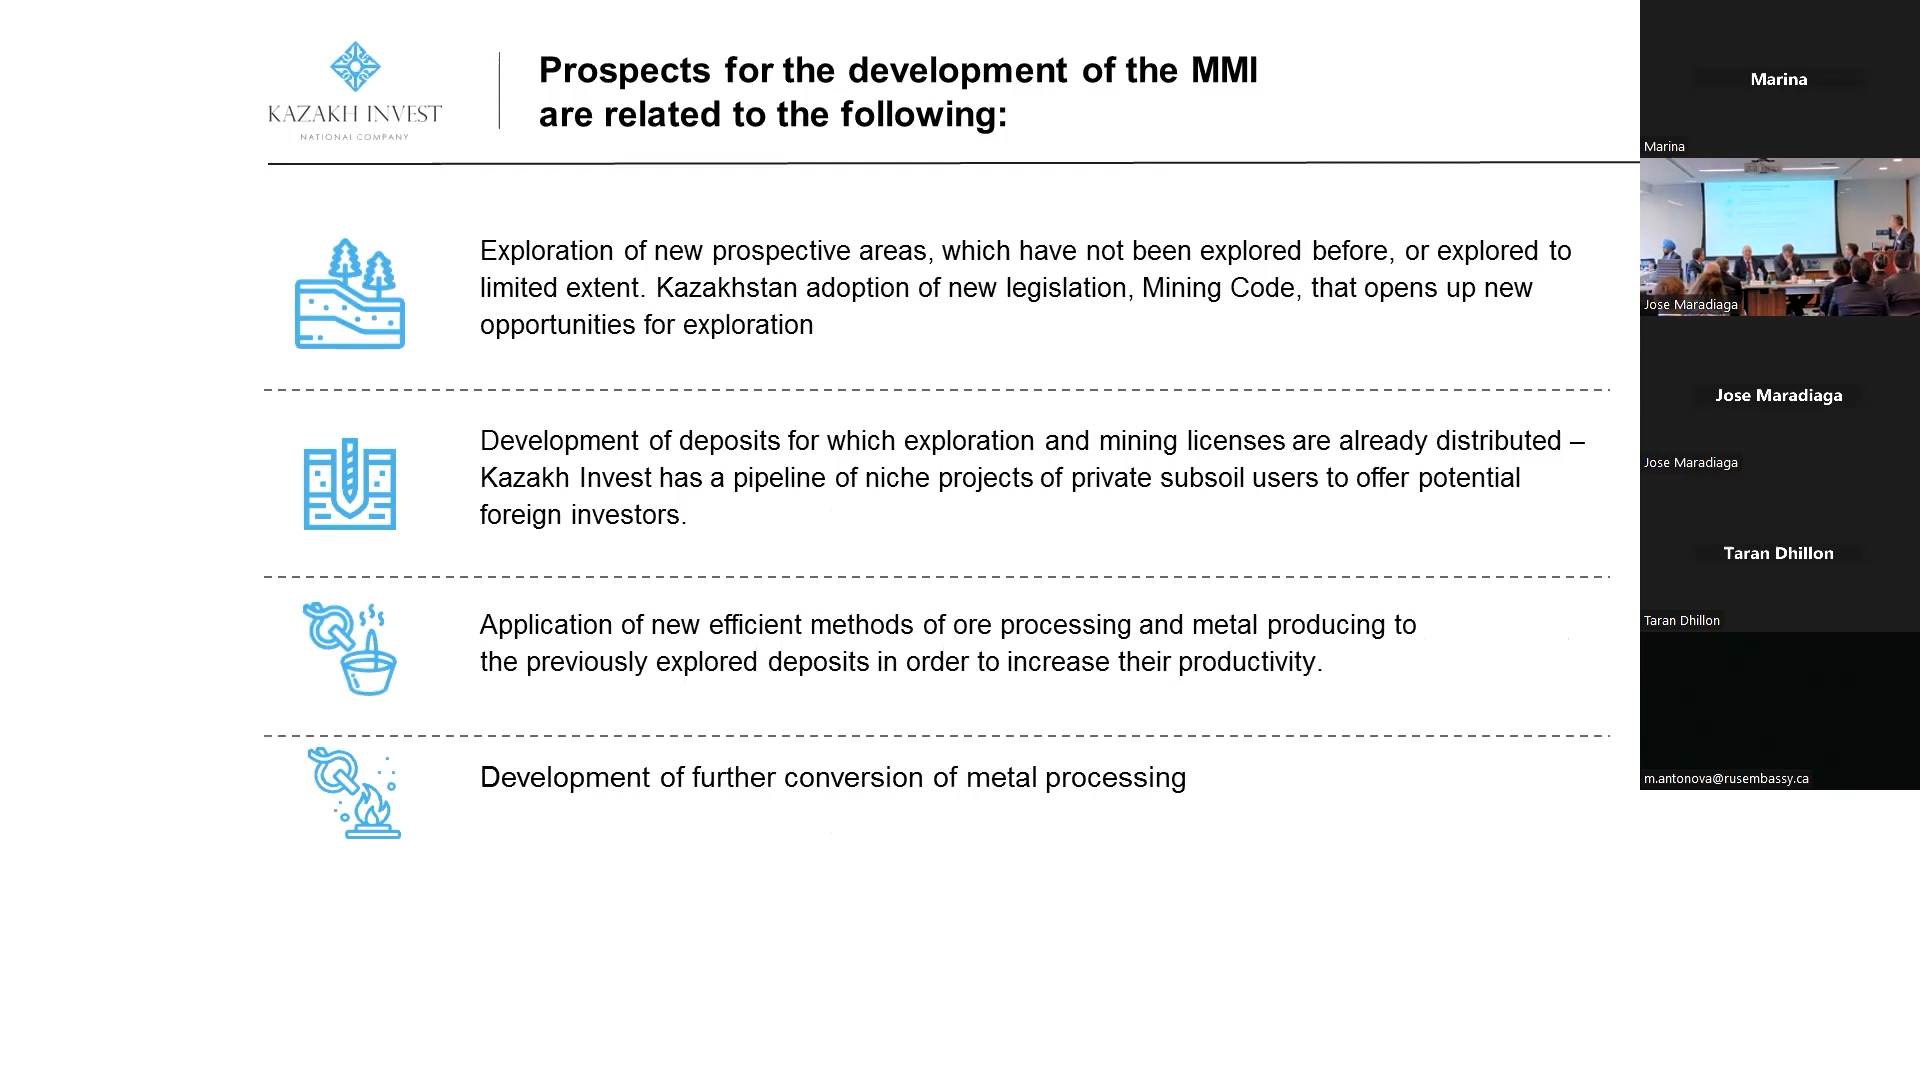 KAZAKH INVEST
NATIONAL COMPANY
Prospects for the development of the MMI
are related to the following:
Exploration of new prospective areas, which have not been explored before, or explored to
limited extent. Kazakhstan adoption of new legislation, Mining Code, that opens up new
opportunities for exploration
Development of deposits for which exploration and mining licenses are already distributed –
Kazakh Invest has a pipeline of niche projects of private subsoil users to offer potential
foreign investors.
Application of new efficient methods of ore processing and metal producing to
the previously explored deposits in order to increase their productivity.
Development of further conversion of metal processing
Marina
Marina
Jose Maradiaga
Jose Maradiaga
Jose Maradiaga
Taran Dhillon
Taran Dhillon
m.antonova@rusembassy.ca